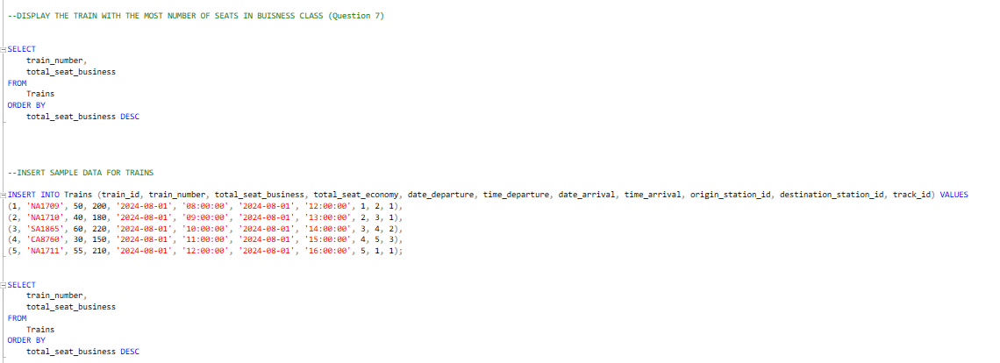 --DISPLAY THE TRAIN WITH THE MOST NUMBER OF SEATS IN BUISNESS CLASS (Question 7)
SELECT
train_number,
total_seat_business
FROM
Trains
ORDER BY
total_seat_business DESC
--INSERT SAMPLE DATA FOR TRAINS
INSERT INTO Trains (train_id, train_number, total_seat_business, total_seat_economy, date_departure, time_departure, date_arrival, time_arrival, origin_station_id, destination_station_id, track_id) VALUES
(1, 'NA1709', 50, 200, '2024-08-01', '08:00:00', '2024-08-01', '12:00:00', 1, 2, 1),
(2, 'NA1710', 40, 180, '2024-08-01', '09:00:00', '2024-08-01', '13:00:00', 2, 3, 1),
(3, 'SA1865', 60, 220, '2024-08-01', '10:00:00', '2024-08-01', '14:00:00', 3, 4, 2),
(4, 'CA8760', 30, 150, '2024-08-01', '11:00:00', '2024-08-01', '15:00:00', 4, 5, 3),
(5, 'NA1711', 55, 210, '2024-08-01', '12:00:00', '2024-08-01', '16:00:00', 5, 1, 1);
SELECT
train_number,
total_seat_business
FROM
Trains
ORDER BY
total_seat_business DESC